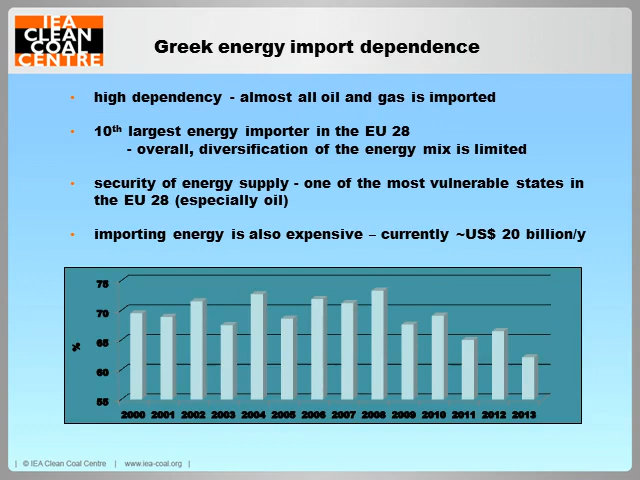 IEA
CLEAN
COAL
CENTRE
Greek energy import dependence
• high dependency - almost all oil and gas is imported
• 10th largest energy importer in the EU 28
- overall, diversification of the energy mix is limited
• security of energy supply - one of the most vulnerable states in
the EU 28 (especially oil)
• importing energy is also expensive – currently ~US$ 20 billion/y
75
70
65
60
55
%
2000 2001 2002 2003 2004 2005 2006 2007 2008 2009 2010 2011 2012 2013
| © IEA Clean Coal Centre | www.iea-coal.org |